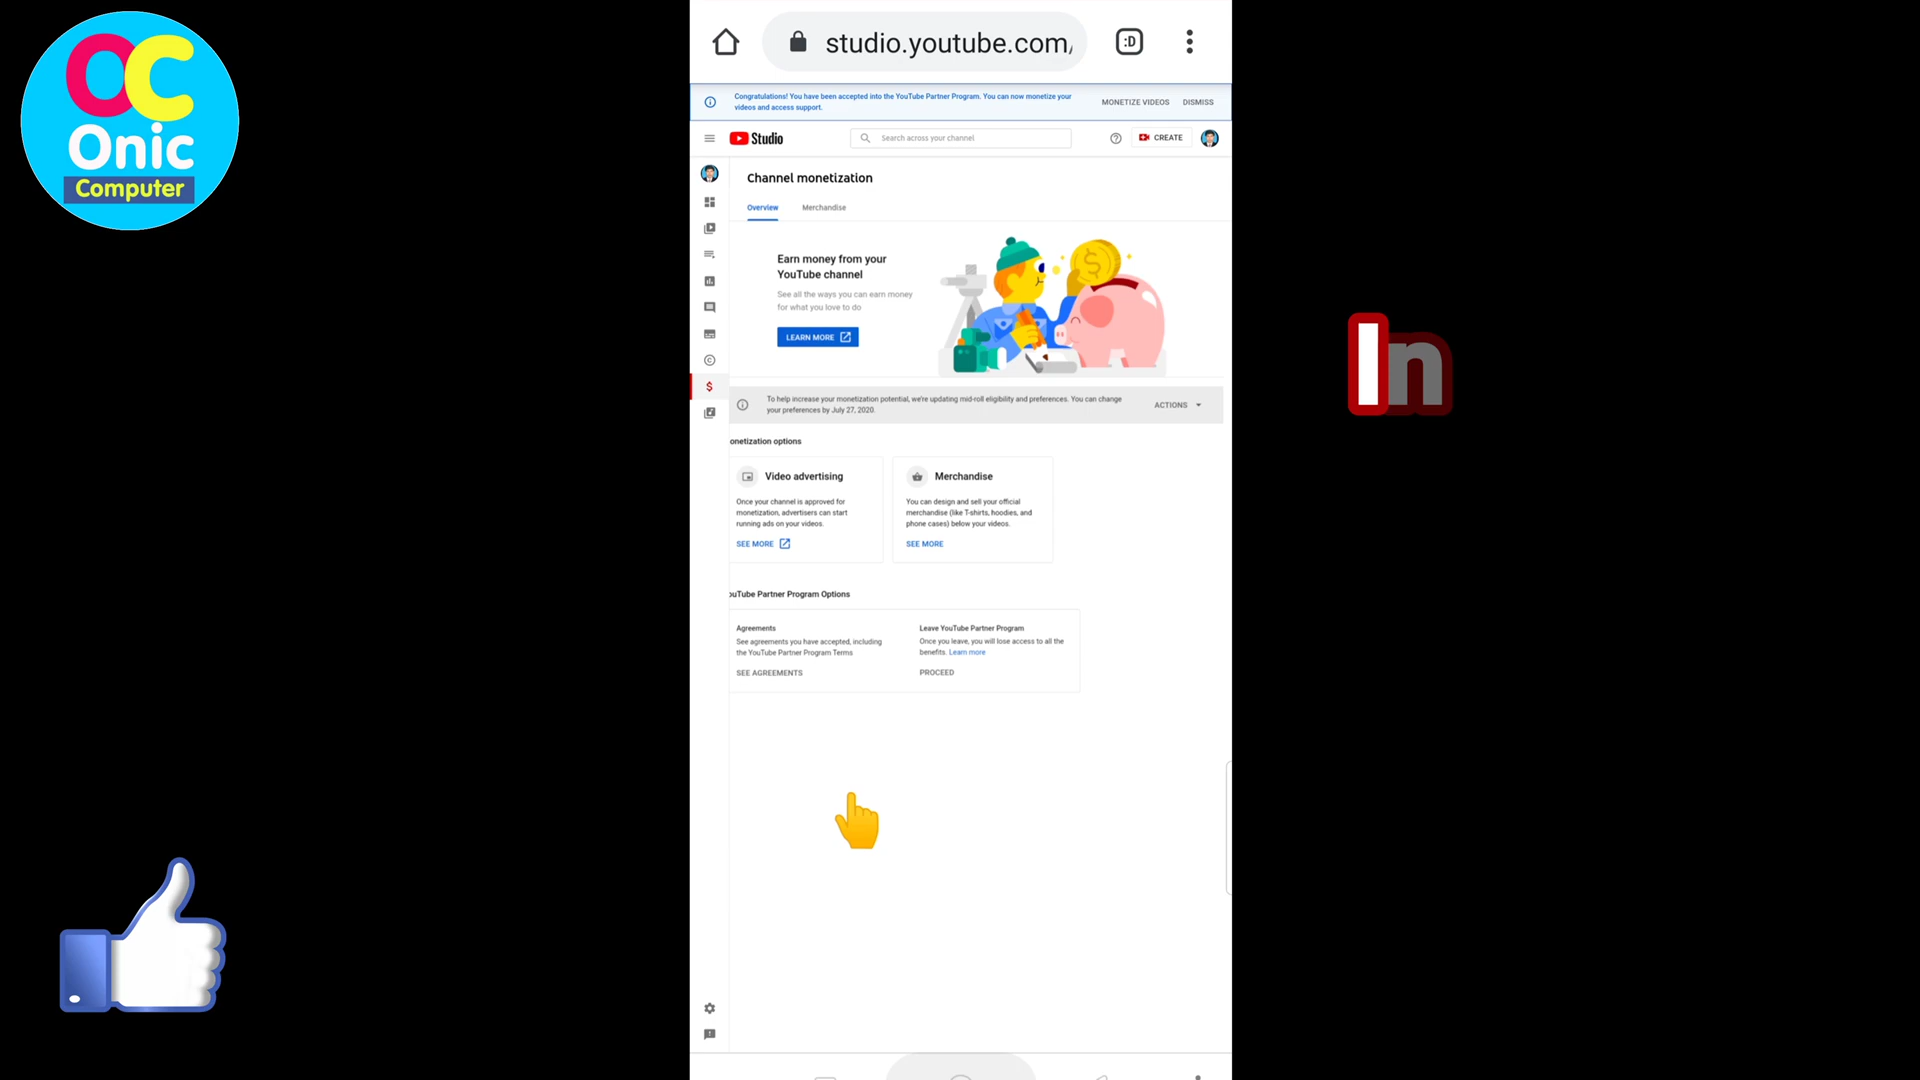 OC
Onic
Computer
studio.youtube.com/
:D
Congratulations! You have been accepted into the YouTube Partner Program. You can now monetize your
videos and access support.
MONETIZE VIDEOS
DISMISS
Studio
Search across your channel
CREATE
Channel monetization
Overview
Merchandise
Earn money from your
YouTube channel
See all the ways you can earn money
for what you love to do
LEARN MORE
To help increase your monetization potential, we're updating mid-roll eligibility and preferences. You can change
your preferences by July 27, 2020.
ACTIONS
onetization options
Video advertising
Once your channel is approved for
monetization, advertisers can start
running ads on your videos.
SEE MORE
Merchandise
You can design and sell your official
merchandise (like T-shirts, hoodies, and
phone cases) below your videos.
SEE MORE
ouTube Partner Program Options
Agreements
See agreements you have accepted, including
the YouTube Partner Program Terms
SEE AGREEMENTS
Leave YouTube Partner Program
Once you leave, you will lose access to all the
benefits. Learn more
PROCEED
In